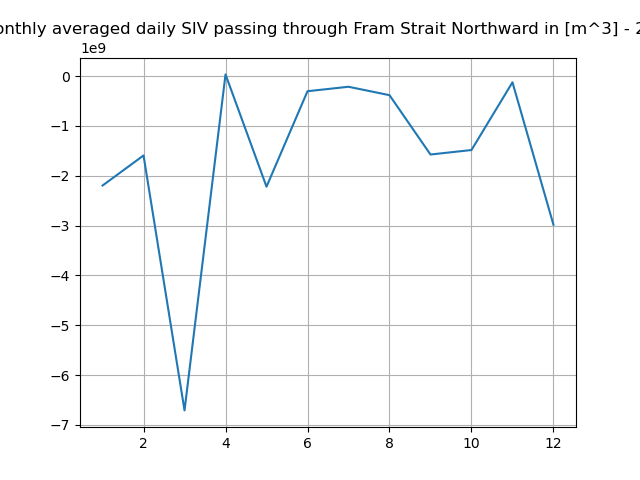 onthly averaged daily SIV passing through Fram Strait Northward in [m^3] - 2
1e9
0
−1
−2
−3
−4
−5
−6
−7
2 4 6 8 10 12